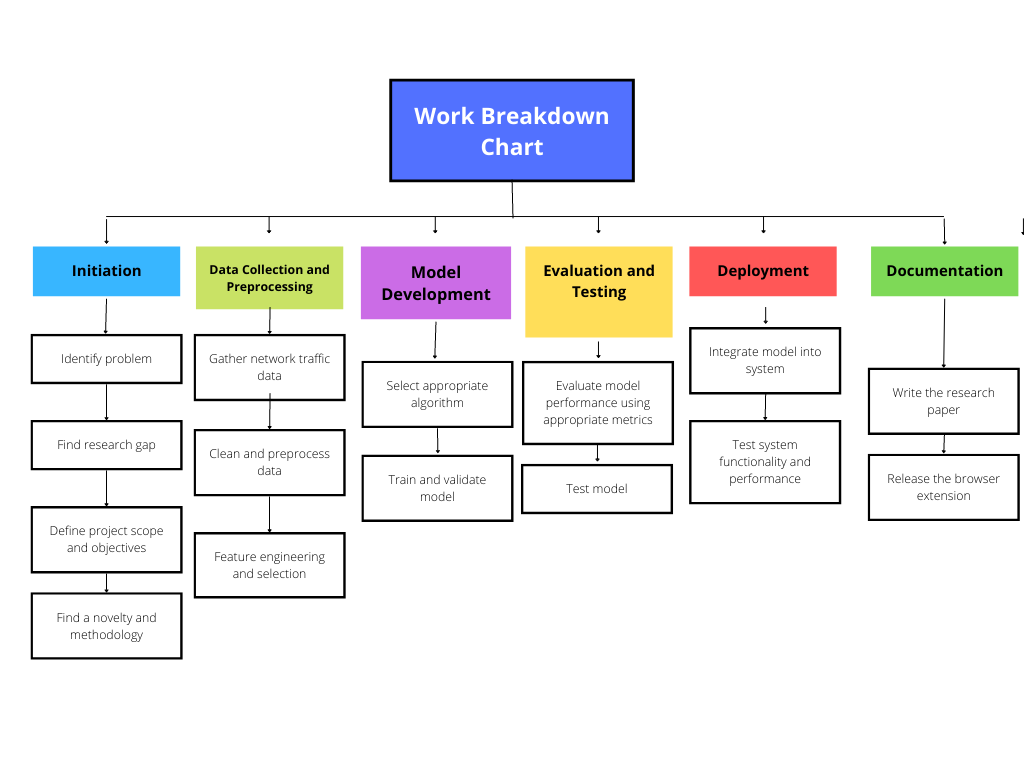 Work Breakdown
Chart
Initiation
Identify problem
Find research gap
Define project scope
and objectives
Find a novelty and
methodology
Data Collection and
Preprocessing
Gather network traffic
data
Clean and preprocess
data
Feature engineering
and selection
Model
Development
Select appropriate
algorithm
Train and validate
model
Evaluation and
Testing
Evaluate model
performance using
appropriate metrics
Test model
Deployment
Integrate model into
system
Test system
functionality and
performance
Documentation
Write the research
paper
Release the browser
extension